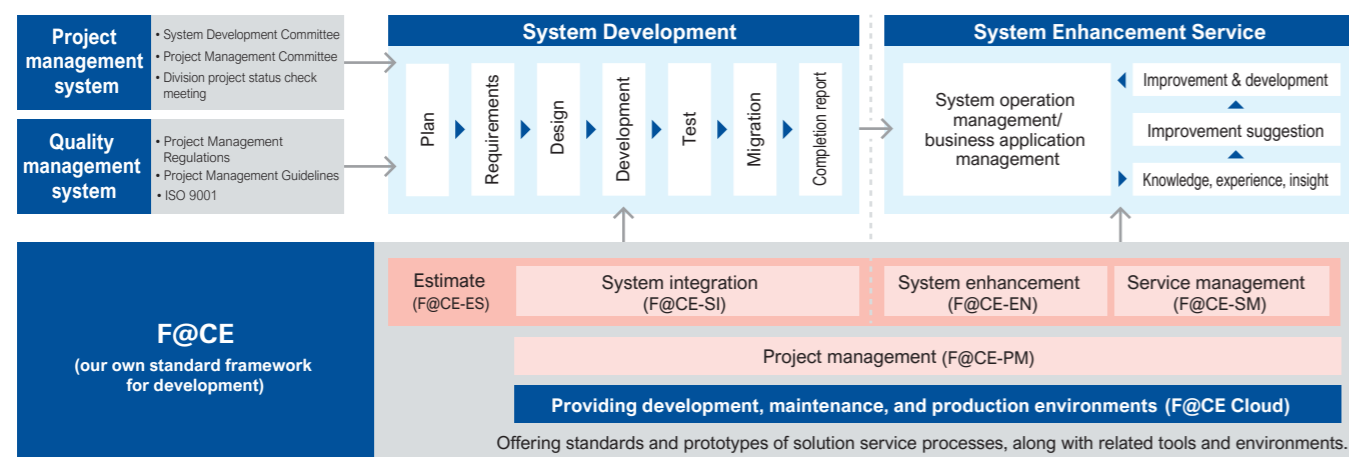 Project
management
system
• System Development Committee
• Project Management Committee
• Division project status check
meeting
Quality
management
system
• Project Management
Regulations
• Project Management Guidelines
• ISO 9001
System Development
Plan
Requirements
Design
Development
Test
Migration
Completion report
System Enhancement Service
System operation
management/
business application
management
Improvement & development
Improvement suggestion
Knowledge, experience, insight
F@CE
(our own standard framework
for development)
Estimate
(F@CE-ES)
System integration
(F@CE-SI)
System enhancement
(F@CE-EN)
Service management
(F@CE-SM)
Project management (F@CE-PM)
Providing development, maintenance, and production environments (F@CE Cloud)
Offering standards and prototypes of solution service processes, along with related tools and environments.